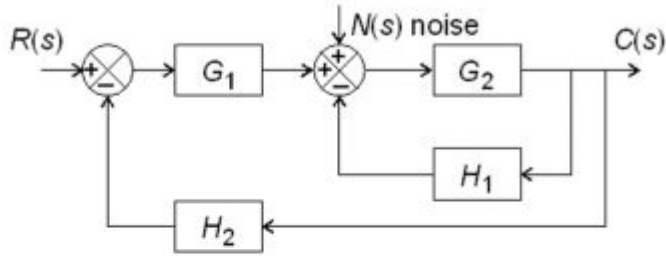 R(s)
N(s) noise
C(s)
+
−
G₁
+
+
−
G₂
H₁
H₂